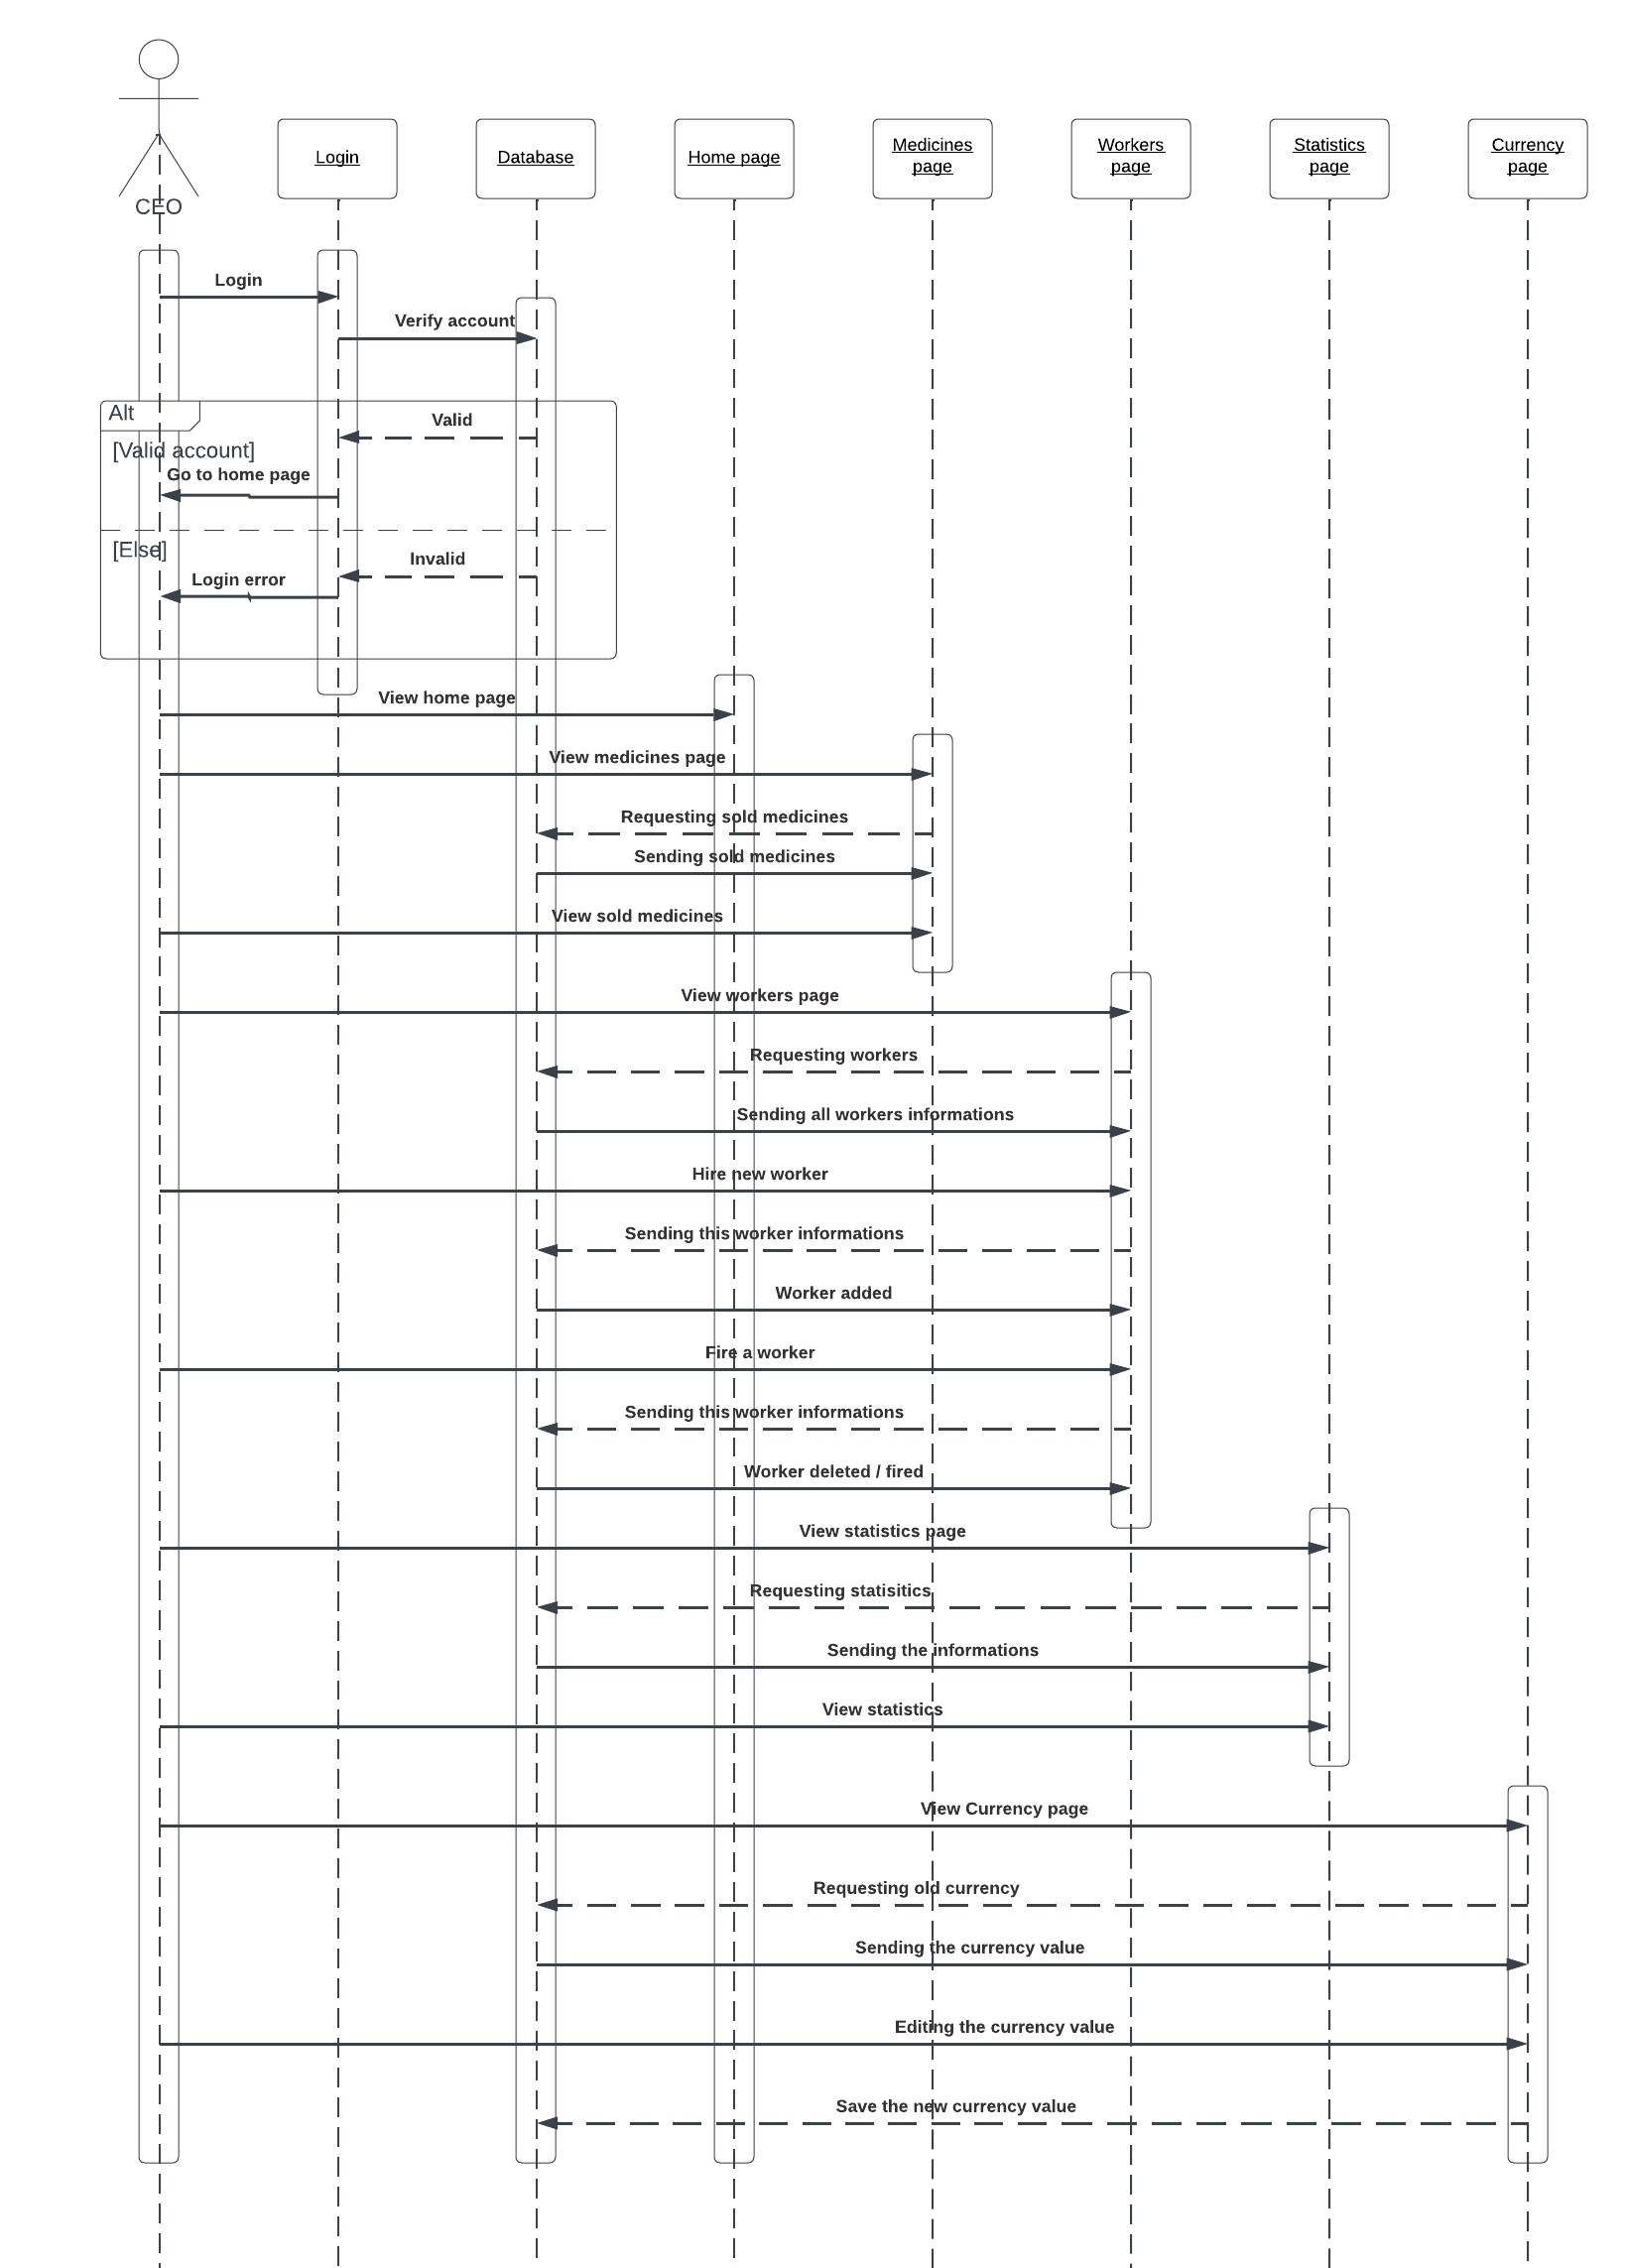 CEO
Login
Database
Home page
Medicines
page
Workers
page
Statistics
page
Currency
page
Login
Verify account
Alt
Valid
[Valid account]
Go to home page
[Else]
Invalid
Login error
View home page
View medicines page
Requesting sold medicines
Sending sold medicines
View sold medicines
View workers page
Requesting workers
Sending all workers informations
Hire new worker
Sending this worker informations
Worker added
Fire a worker
Sending this worker informations
Worker deleted / fired
View statistics page
Requesting statisitics
Sending the informations
View statistics
View Currency page
Requesting old currency
Sending the currency value
Editing the currency value
Save the new currency value